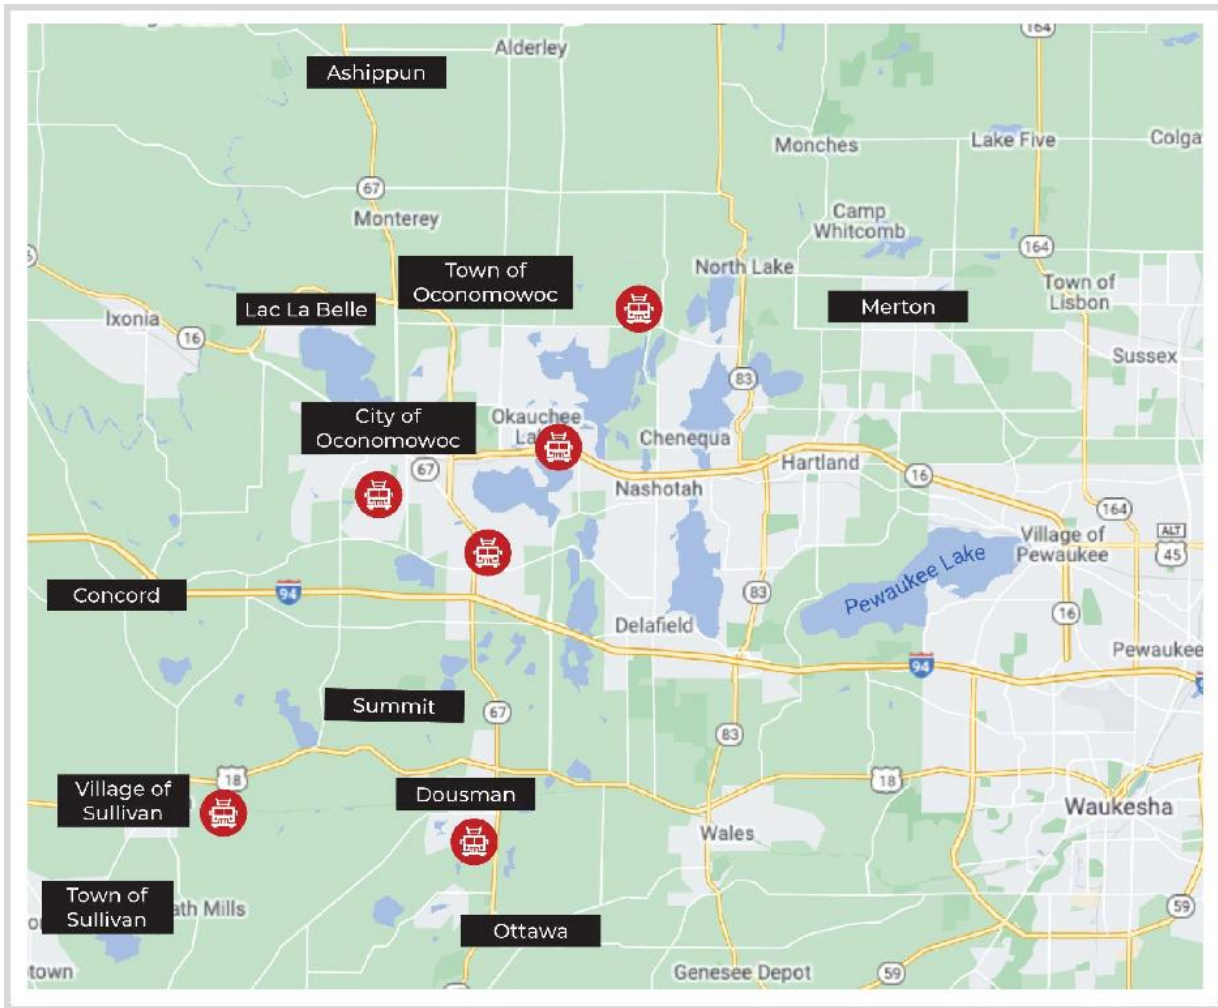 164
Alderley
Ashippun
Monches
Lake Five
Colga
67
Monterey
Camp
Whitcomb
164
Town of
Oconomowoc
North Lake
Town of
Lisbon
Lac La Belle
Merton
Ixonia
16
Sussex
83
City of
Oconomowoc
Okauchee
Chenequa
67
Hartland
16
Nashotah
164
Village of
Pewaukee
ALT
45
Pewaukee Lake
Concord
94
83
16
Delafield
Pewaukee
94
Summit
67
83
18
18
Village of
Sullivan
Dousman
Waukesha
Wales
Town of
Sullivan
ath Mills
59
Ottawa
town
Genesee Depot
59